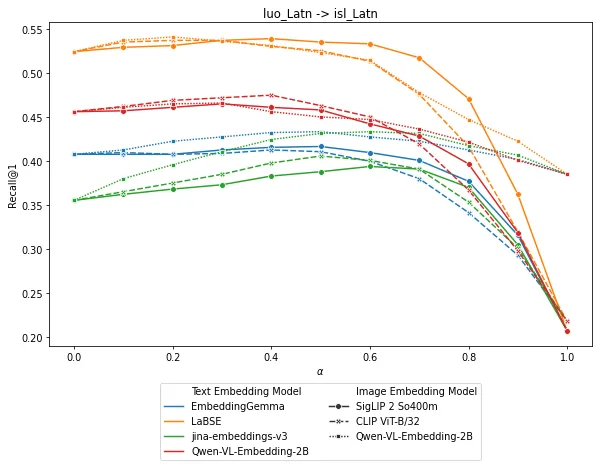 luo_Latn -> isl_Latn
Recall@1
0.55
0.50
0.45
0.40
0.35
0.30
0.25
0.20
0.0 0.2 0.4 0.6 0.8 1.0
α
Text Embedding Model Image Embedding Model
EmbeddingGemma SigLIP 2 So400m
LaBSE CLIP ViT-B/32
jina-embeddings-v3 Qwen-VL-Embedding-2B
Qwen-VL-Embedding-2B